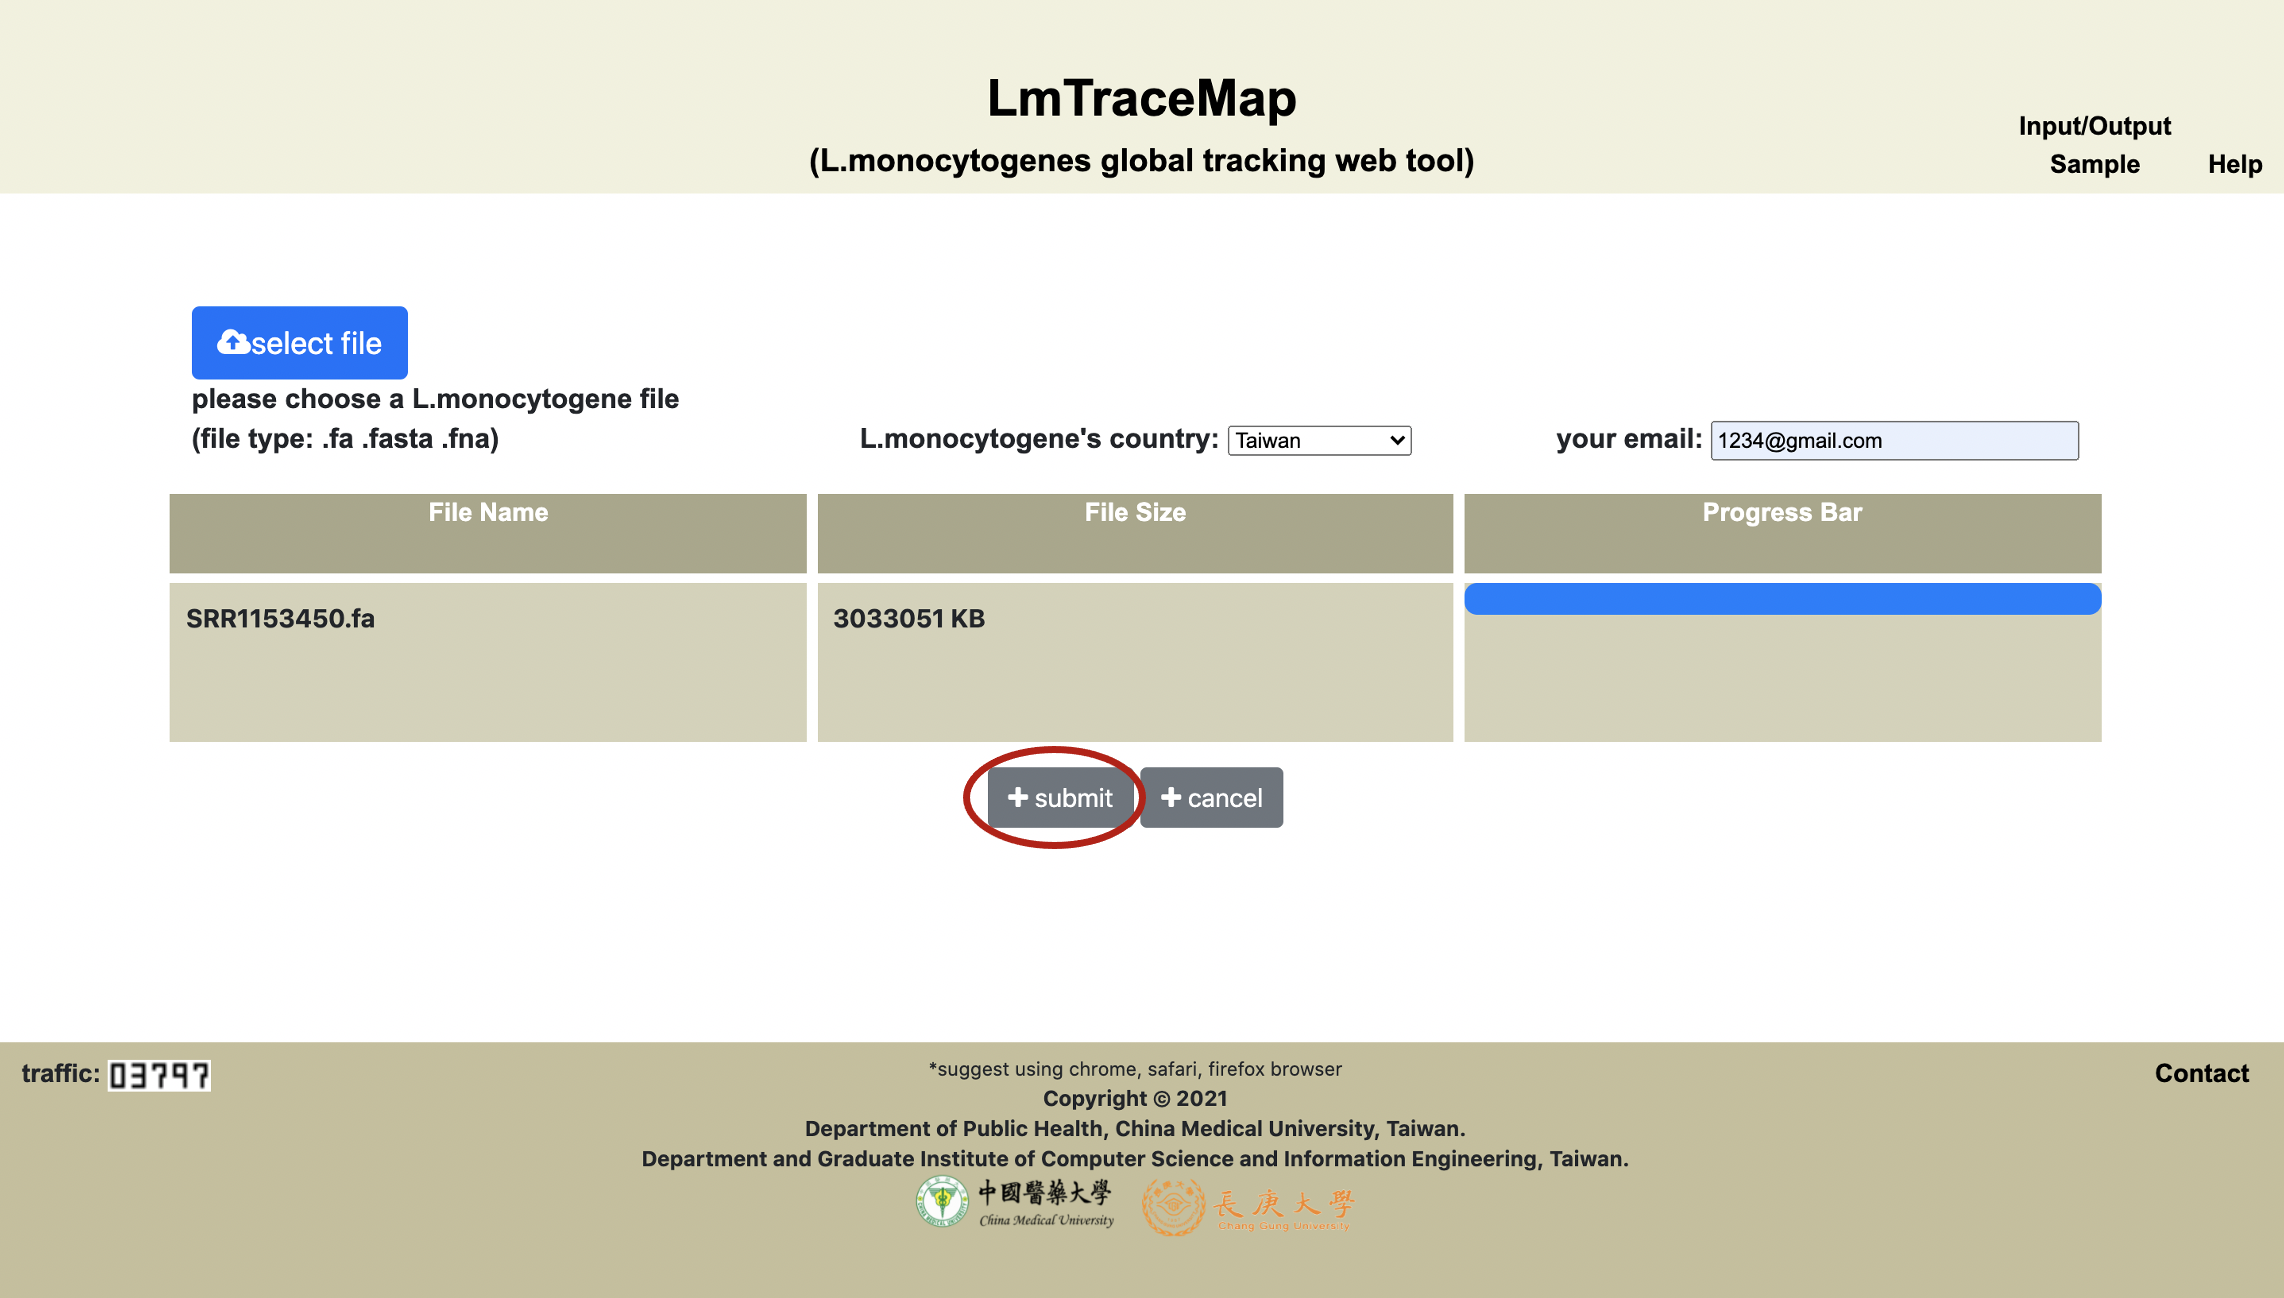 LmTraceMap
(L.monocytogenes global tracking web tool)
Input/Output
Sample
Help
select file
please choose a L.monocytogene file
(file type: .fa .fasta .fna)
L.monocytogene's country: Taiwan
your email: 1234@gmail.com
File Name File Size Progress Bar
SRR1153450.fa 3033051 KB
submit cancel
traffic: 03797
*suggest using chrome, safari, firefox browser
Contact
Copyright © 2021
Department of Public Health, China Medical University, Taiwan.
Department and Graduate Institute of Computer Science and Information Engineering, Taiwan.
中國醫藥大學
China Medical University
長庚大學
Chang Gung University